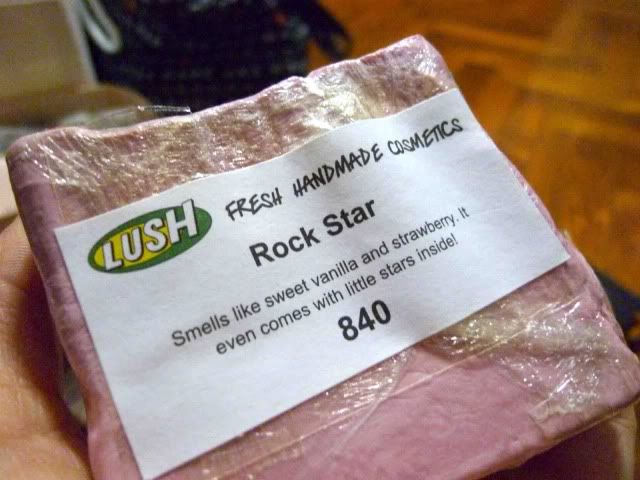 LUSH
FRESH HANDMADE COSMETICS
Rock Star
Smells like sweet vanilla and strawberry. It
even comes with little stars inside!
840